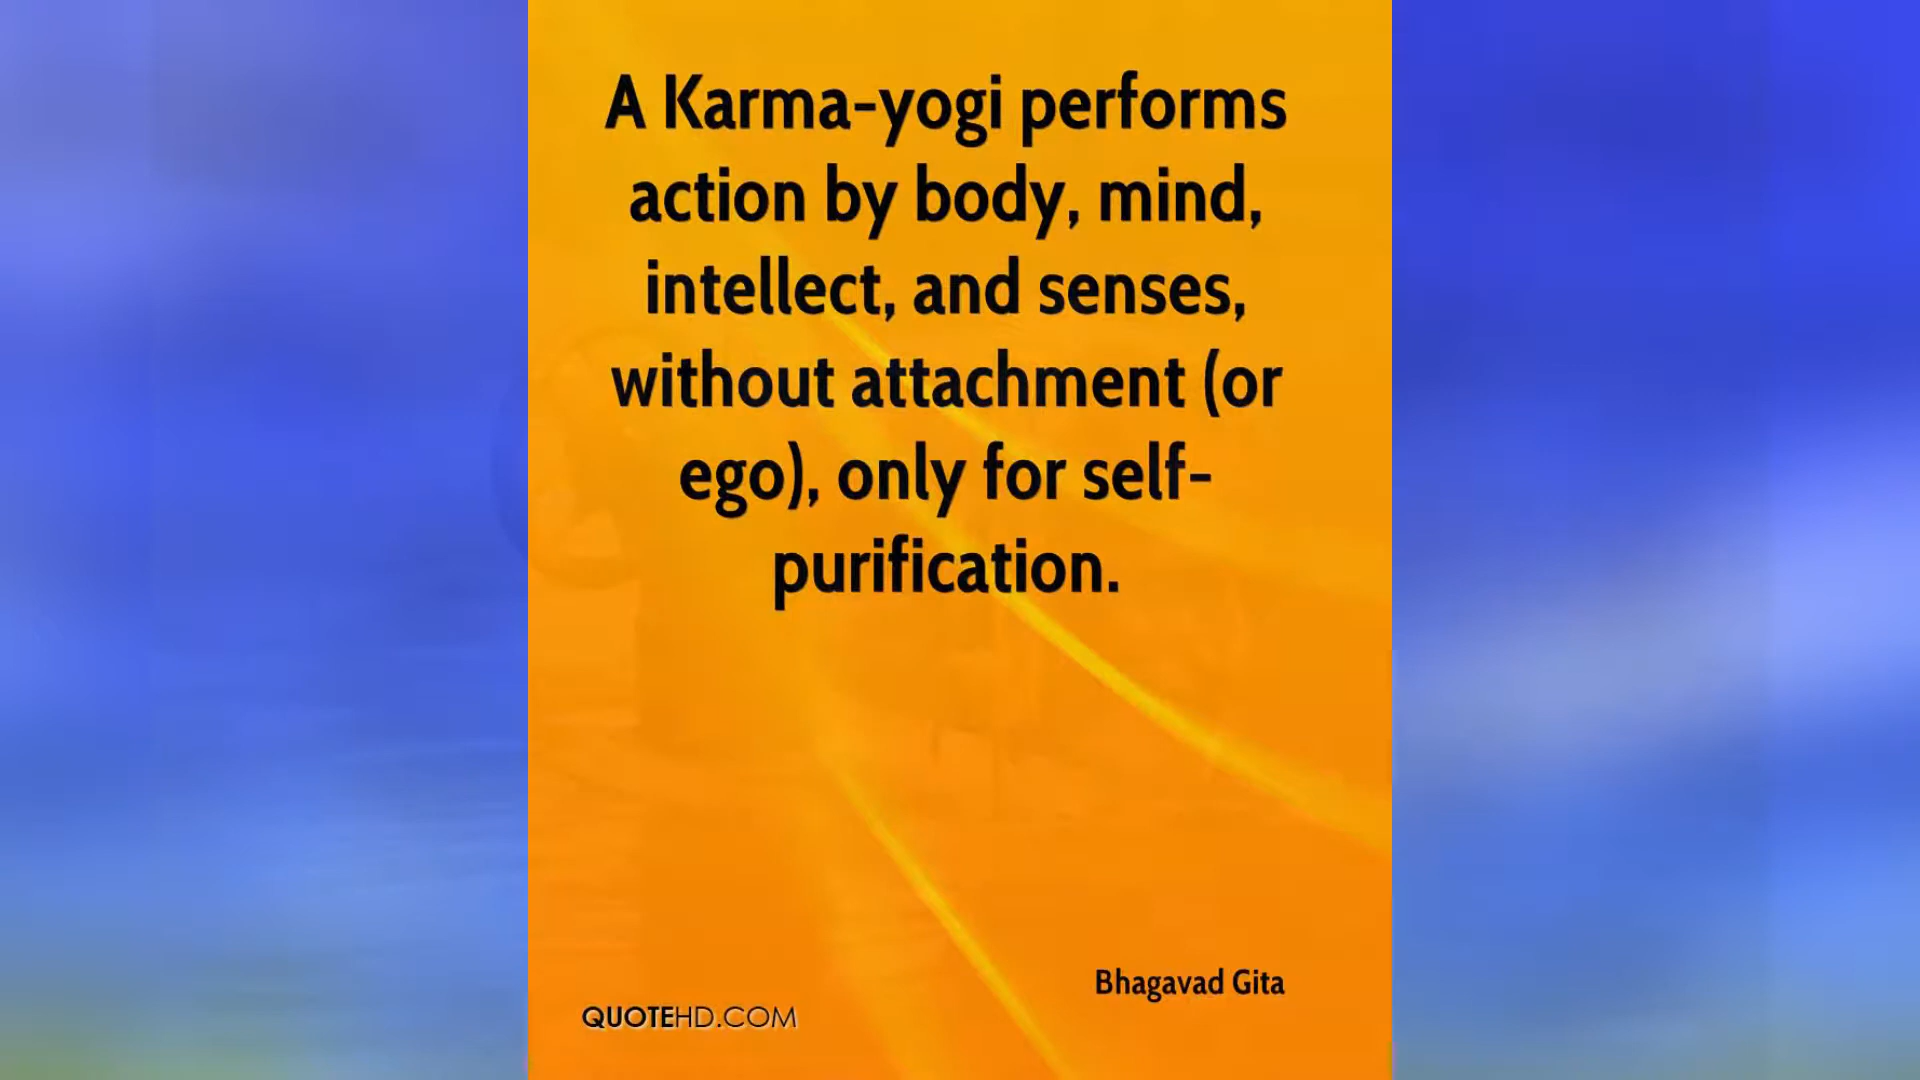 A Karma-yogi performs
action by body, mind,
intellect, and senses,
without attachment (or
ego), only for self-
purification.
Bhagavad Gita
QUOTEHD.COM